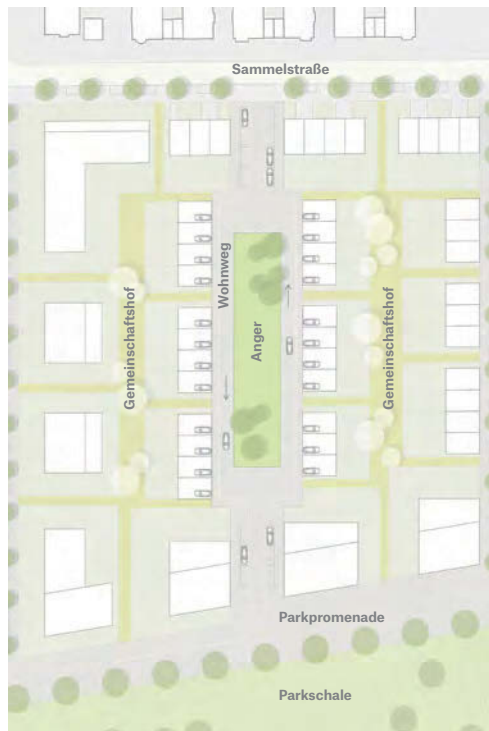 Sammelstraße
Wohnweg
Gemeinschaftshof
Anger
Gemeinschaftshof
Parkpromenade
Parkschale